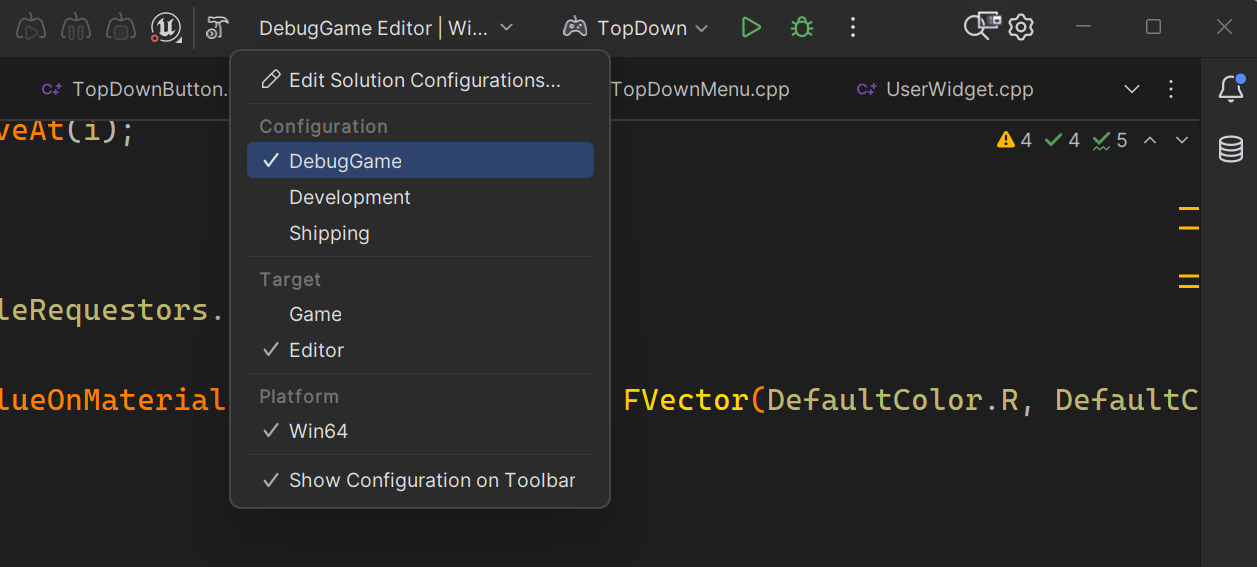 DebugGame Editor | Wi...
TopDown
TopDownButton.
TopDownMenu.cpp
UserWidget.cpp
Edit Solution Configurations...
Configuration
DebugGame
Development
Shipping
Target
Game
Editor
Platform
Win64
Show Configuration on Toolbar
veAt(i);
4 4 5
leRequestors.
lueOnMaterial
FVector(DefaultColor.R, DefaultC